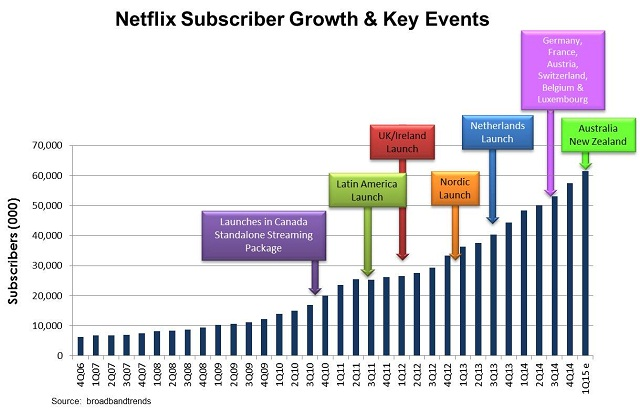 Netflix Subscriber Growth & Key Events
Germany,
France,
Austria,
Switzerland,
Belgium &
Luxembourg
Netherlands
Launch
Australia
New Zealand
UK/Ireland
Launch
Latin America
Launch
Nordic
Launch
Launches in Canada
Standalone Streaming
Package
Subscribers (000)
70,000
60,000
50,000
40,000
30,000
20,000
10,000
0
4Q06
1Q07
2Q07
3Q07
4Q07
1Q08
2Q08
3Q08
4Q08
1Q09
2Q09
3Q09
4Q09
1Q10
2Q10
3Q10
4Q10
1Q11
2Q11
3Q11
4Q11
1Q12
2Q12
3Q12
4Q12
1Q13
2Q13
3Q13
4Q13
1Q14
2Q14
3Q14
4Q14
1Q15 e
Source: broadbandtrends